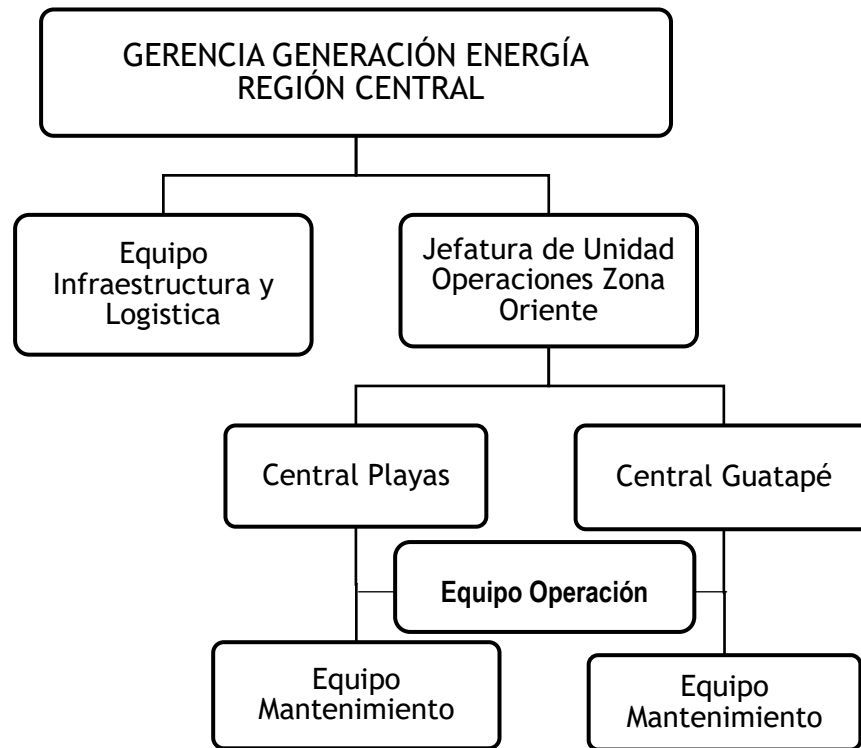 GERENCIA GENERACIÓN ENERGÍA
REGIÓN CENTRAL
Equipo
Infraestructura y
Logistica
Jefatura de Unidad
Operaciones Zona
Oriente
Central Playas
Central Guatapé
Equipo Operación
Equipo
Mantenimiento
Equipo
Mantenimiento